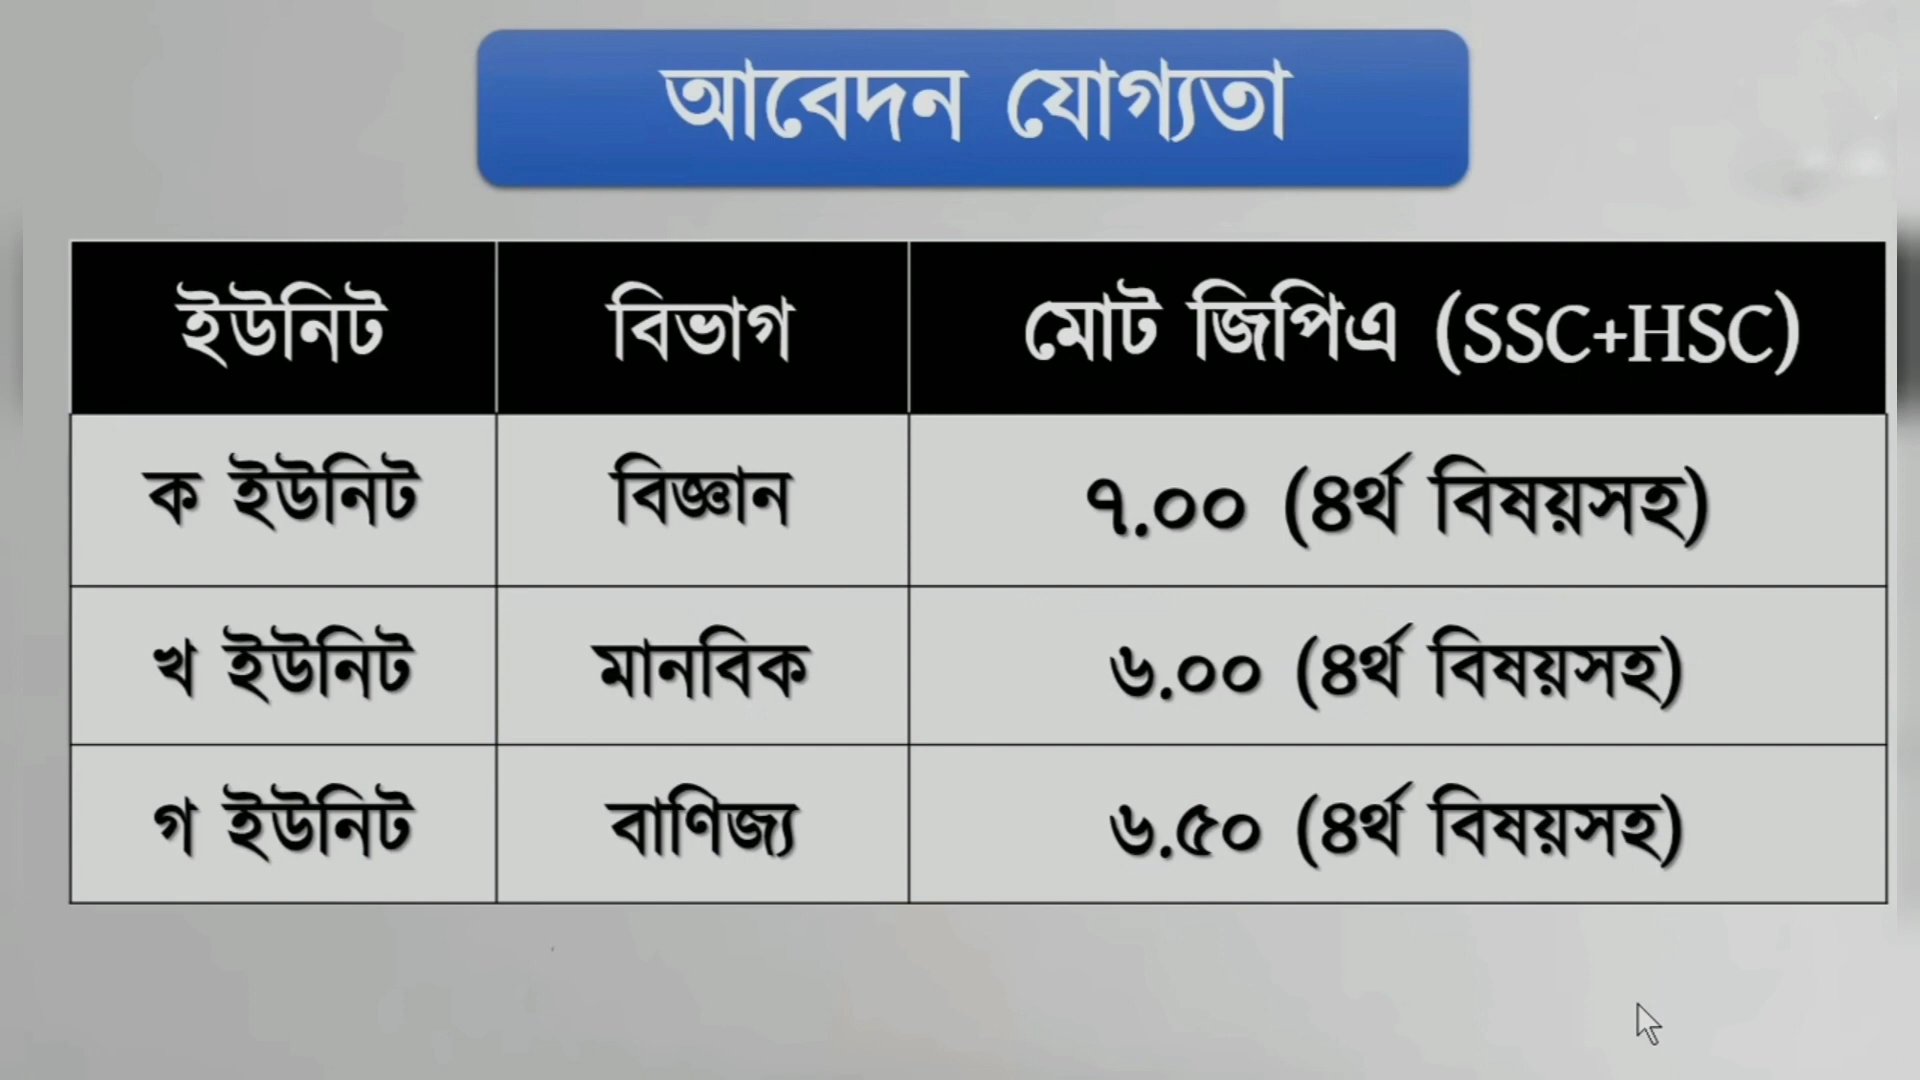 আবেদন যোগ্যতা
ইউনিট বিভাগ মোট জিপিএ (SSC+HSC)
ক ইউনিট বিজ্ঞান ৭.০০ (৪র্থ বিষয়সহ)
খ ইউনিট মানবিক ৬.০০ (৪র্থ বিষয়সহ)
গ ইউনিট বাণিজ্য ৬.৫০ (৪র্থ বিষয়সহ)